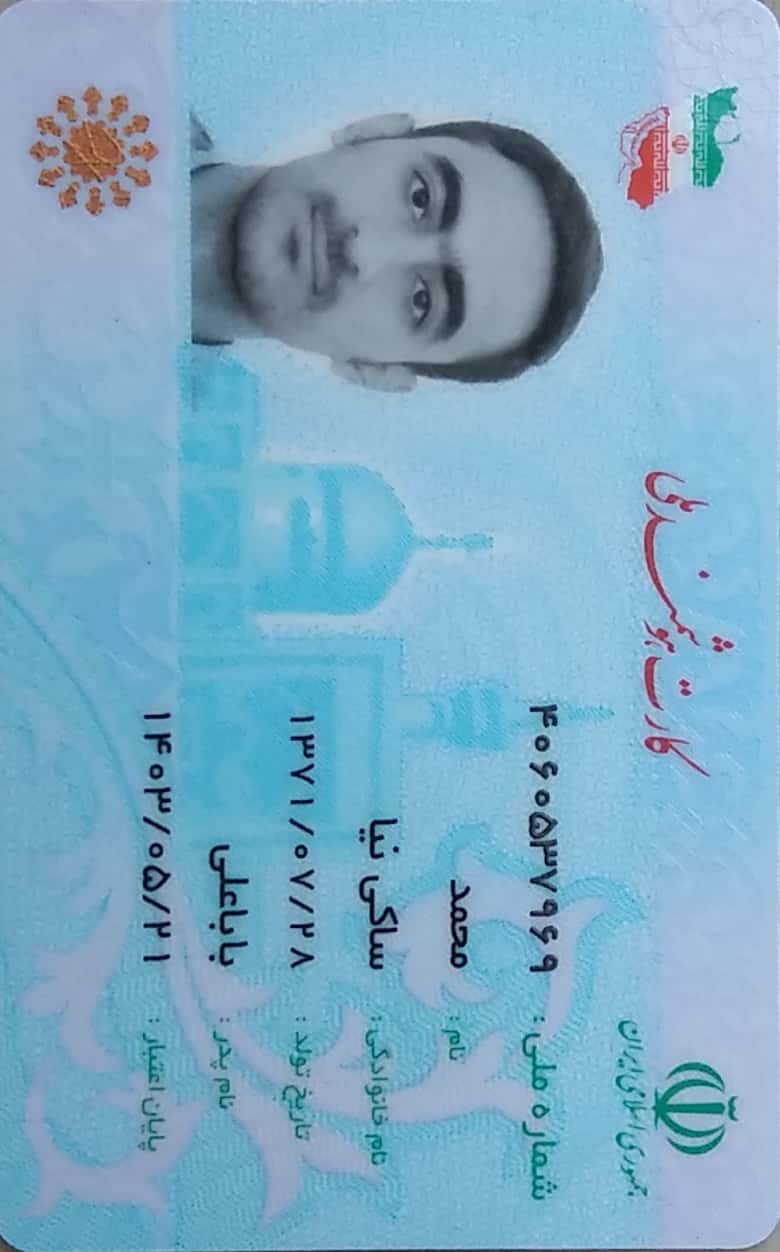 جمهوری اسلامی ایران
کارت هوشمند ملی
شماره ملی : ۴۰۶۰۵۳۷۹۶۹
نام : محمد
نام خانوادگی : ساکی نیا
تاریخ تولد : ۱۳۷۱/۰۷/۲۸
نام پدر : باباعلی
پایان اعتبار : ۱۴۰۳/۰۵/۲۱